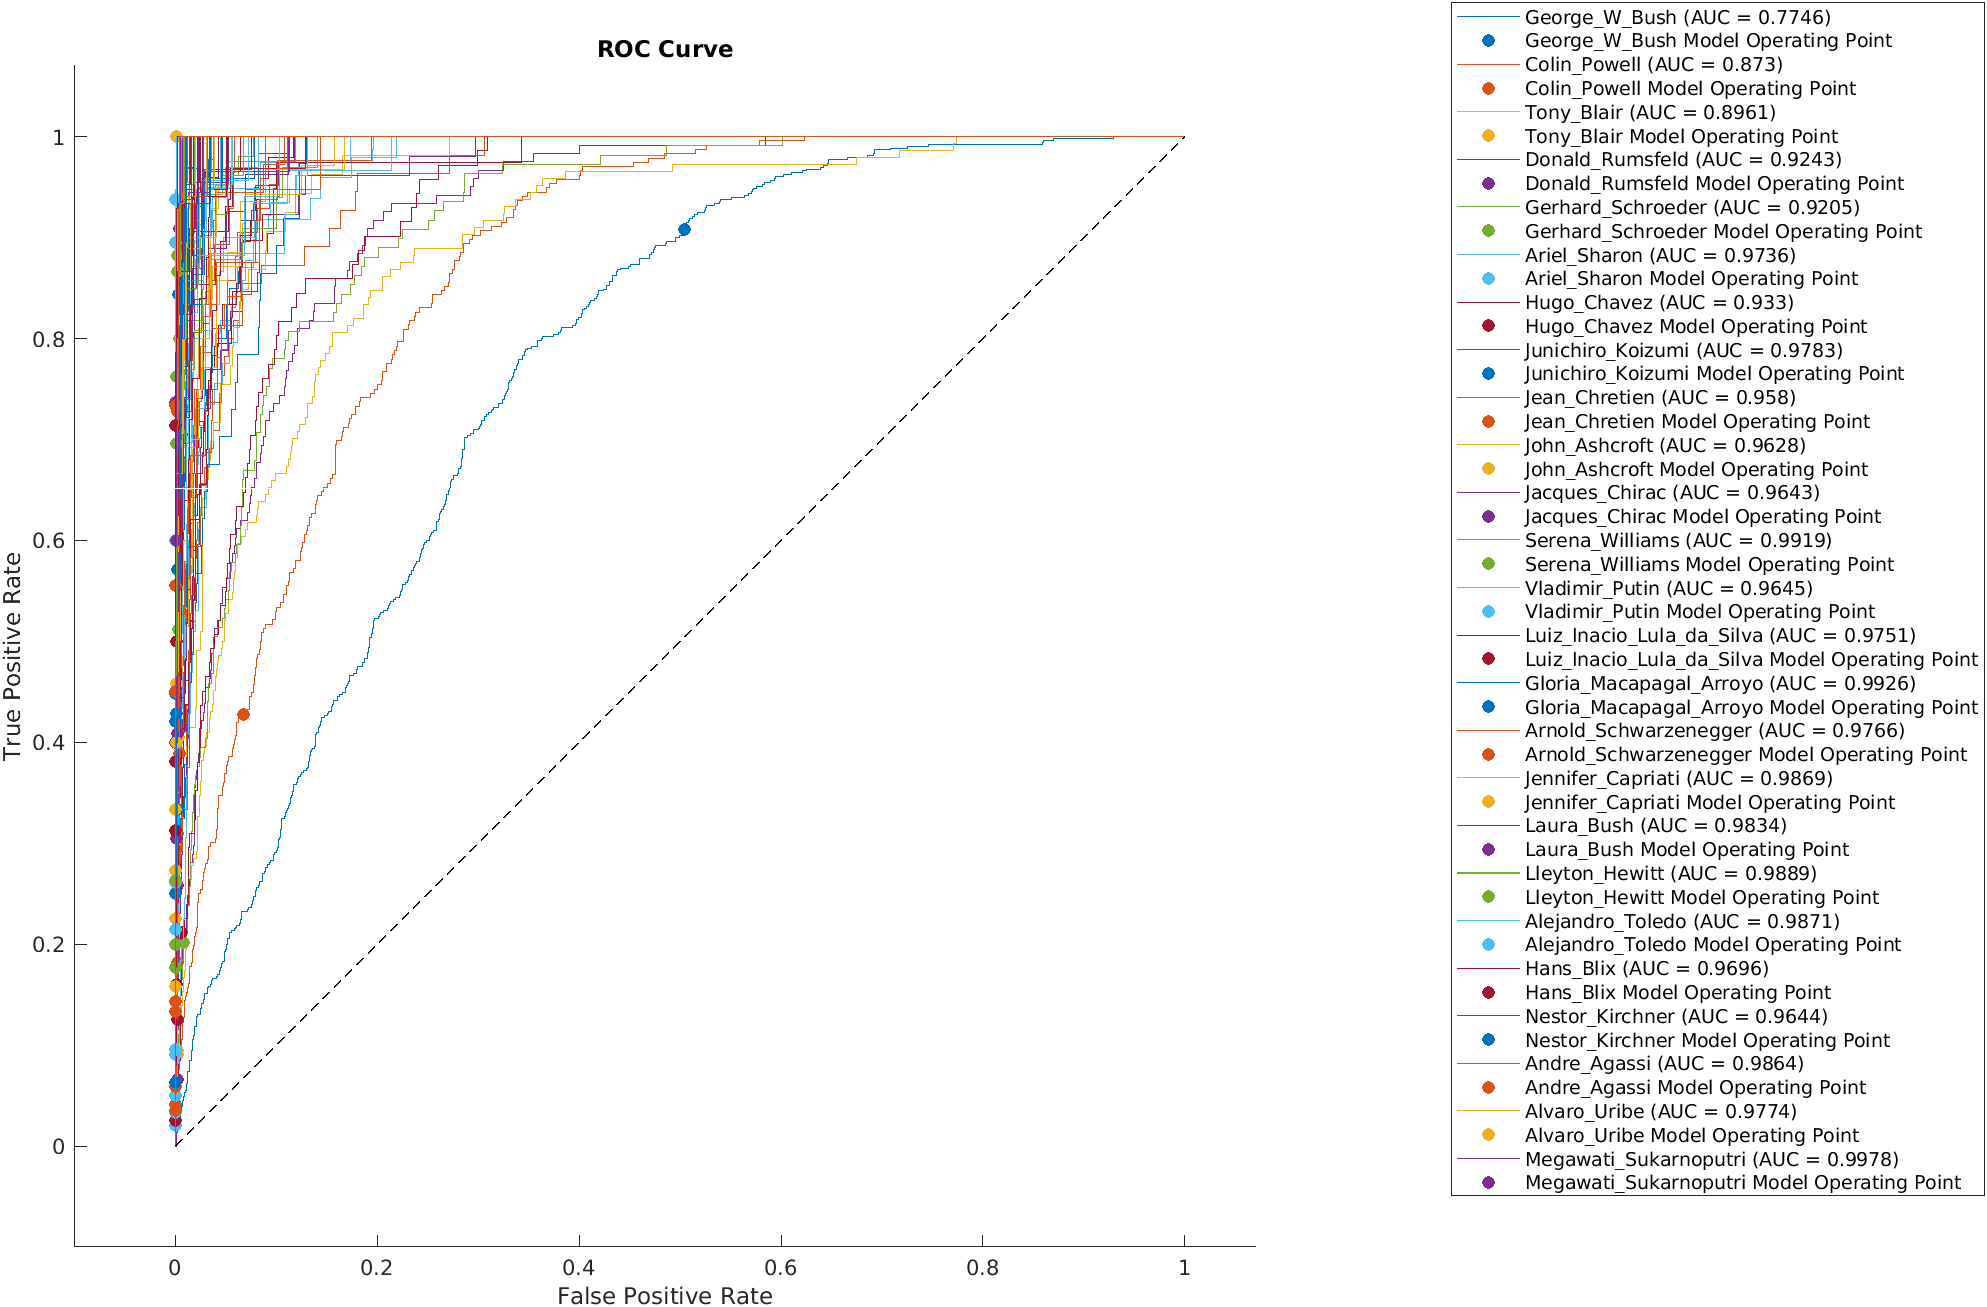 ROC Curve
1
0.8
0.6
0.4
0.2
0
True Positive Rate
0
0.2
0.4
0.6
0.8
1
False Positive Rate
George_W_Bush (AUC = 0.7746)
George_W_Bush Model Operating Point
Colin_Powell (AUC = 0.873)
Colin_Powell Model Operating Point
Tony_Blair (AUC = 0.8961)
Tony_Blair Model Operating Point
Donald_Rumsfeld (AUC = 0.9243)
Donald_Rumsfeld Model Operating Point
Gerhard_Schroeder (AUC = 0.9205)
Gerhard_Schroeder Model Operating Point
Ariel_Sharon (AUC = 0.9736)
Ariel_Sharon Model Operating Point
Hugo_Chavez (AUC = 0.933)
Hugo_Chavez Model Operating Point
Junichiro_Koizumi (AUC = 0.9783)
Junichiro_Koizumi Model Operating Point
Jean_Chretien (AUC = 0.958)
Jean_Chretien Model Operating Point
John_Ashcroft (AUC = 0.9628)
John_Ashcroft Model Operating Point
Jacques_Chirac (AUC = 0.9643)
Jacques_Chirac Model Operating Point
Serena_Williams (AUC = 0.9919)
Serena_Williams Model Operating Point
Vladimir_Putin (AUC = 0.9645)
Vladimir_Putin Model Operating Point
Luiz_Inacio_Lula_da_Silva (AUC = 0.9751)
Luiz_Inacio_Lula_da_Silva Model Operating Point
Gloria_Macapagal_Arroyo (AUC = 0.9926)
Gloria_Macapagal_Arroyo Model Operating Point
Arnold_Schwarzenegger (AUC = 0.9766)
Arnold_Schwarzenegger Model Operating Point
Jennifer_Capriati (AUC = 0.9869)
Jennifer_Capriati Model Operating Point
Laura_Bush (AUC = 0.9834)
Laura_Bush Model Operating Point
Lleyton_Hewitt (AUC = 0.9889)
Lleyton_Hewitt Model Operating Point
Alejandro_Toledo (AUC = 0.9871)
Alejandro_Toledo Model Operating Point
Hans_Blix (AUC = 0.9696)
Hans_Blix Model Operating Point
Nestor_Kirchner (AUC = 0.9644)
Nestor_Kirchner Model Operating Point
Andre_Agassi (AUC = 0.9864)
Andre_Agassi Model Operating Point
Alvaro_Uribe (AUC = 0.9774)
Alvaro_Uribe Model Operating Point
Megawati_Sukarnoputri (AUC = 0.9978)
Megawati_Sukarnoputri Model Operating Point